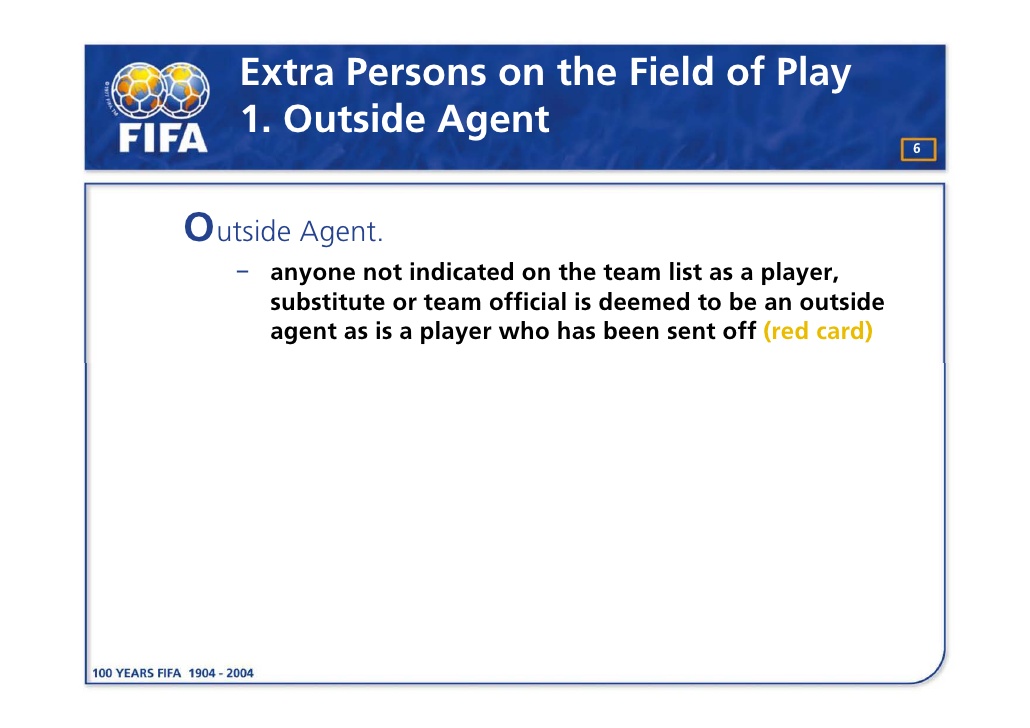 Extra Persons on the Field of Play
1. Outside Agent
FIFA
6
Outside Agent.
– anyone not indicated on the team list as a player,
substitute or team official is deemed to be an outside
agent as is a player who has been sent off (red card)
100 YEARS FIFA 1904 - 2004